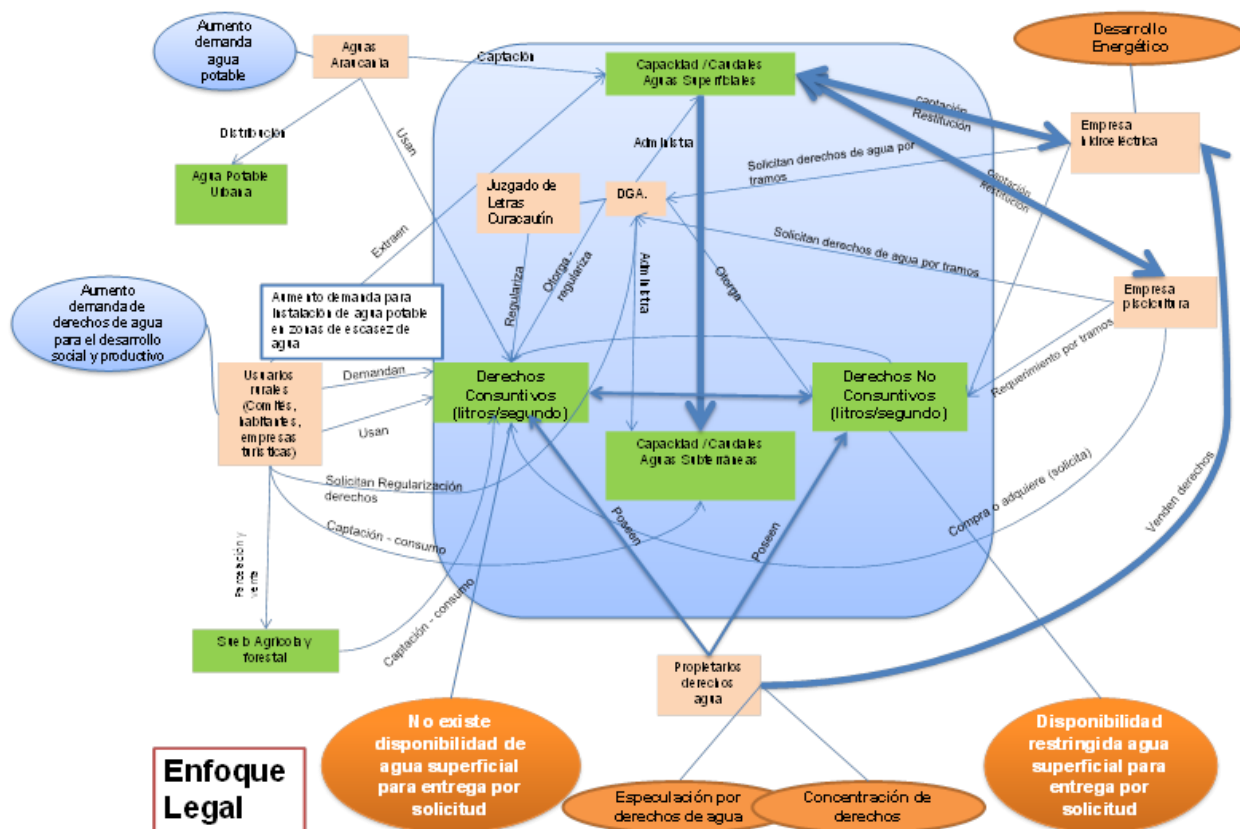 Aumento
demanda
agua
potable
Aguas
Araucanía
Captación
Capacidad /Caudales
Aguas Superfibiales
Desarrollo
Energético
captación
Restitución
Empresa
hidroeléctrica
Distribución
Usan
Administra
Solicitan derechos de agua por
tramos
Agua Potable
Urbana
Juzgado de
Letras
Curacautín
DGA.
captación
Restitución
Extraen
Regulariza
Otorga -
regulariza
Administra
Otorga
Solicitan derechos de agua por tramos
Empresa
piscicultura
Aumento
demanda de
derechos de agua
para el desarrollo
social y productivo
Aumento demanda para
Instalación de agua potable
en zonas de escasez de
agua
Requerimiento por tramos
Usuarios
rurales
(Comités,
habitantes,
empresas
turísticas)
Demandan
Usan
Derechos
Consuntivos
(litros/segundo)
Derechos No
Consuntivos
(litros/segundo)
Capacidad /Caudales
Aguas Subterráneas
Solicitan Regularización
derechos
Captación - consumo
Poseen
Poseen
Compra o adquiere (solicita)
Venden derechos
Parcelación y
venta
Captación - consumo
Suelo Agrícola y
forestal
Propietarios
derechos
agua
No existe
disponibilidad de
agua superficial
para entrega por
solicitud
Disponibilidad
restringida agua
superficial para
entrega por
solicitud
Enfoque
Legal
Especulación por
derechos de agua
Concentración de
derechos